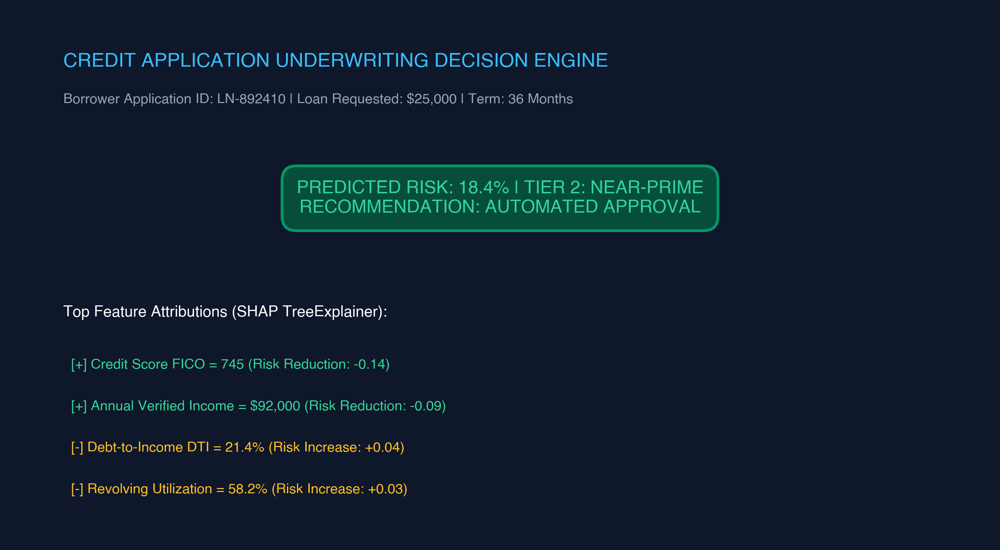 CREDIT APPLICATION UNDERWRITING DECISION ENGINE
Borrower Application ID: LN-892410 | Loan Requested: $25,000 | Term: 36 Months
PREDICTED RISK: 18.4% | TIER 2: NEAR-PRIME
RECOMMENDATION: AUTOMATED APPROVAL
Top Feature Attributions (SHAP TreeExplainer):
[+] Credit Score FICO = 745 (Risk Reduction: -0.14)
[+] Annual Verified Income = $92,000 (Risk Reduction: -0.09)
[-] Debt-to-Income DTI = 21.4% (Risk Increase: +0.04)
[-] Revolving Utilization = 58.2% (Risk Increase: +0.03)